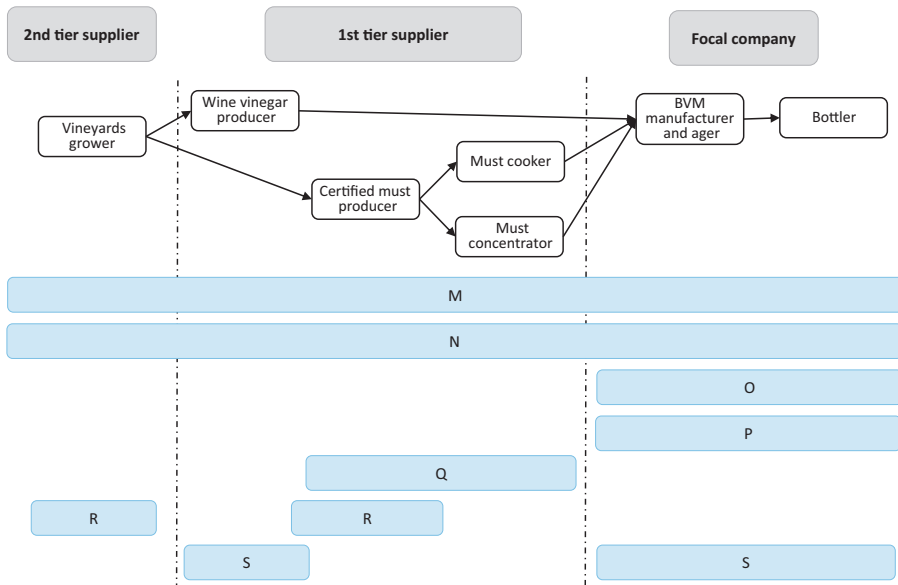 2nd tier supplier
1st tier supplier
Focal company
Wine vinegar
producer
BVM
manufacturer
and ager
Bottler
Vineyards
grower
Must cooker
Certified must
producer
Must
concentrator
M
N
O
P
Q
R
R
S
S